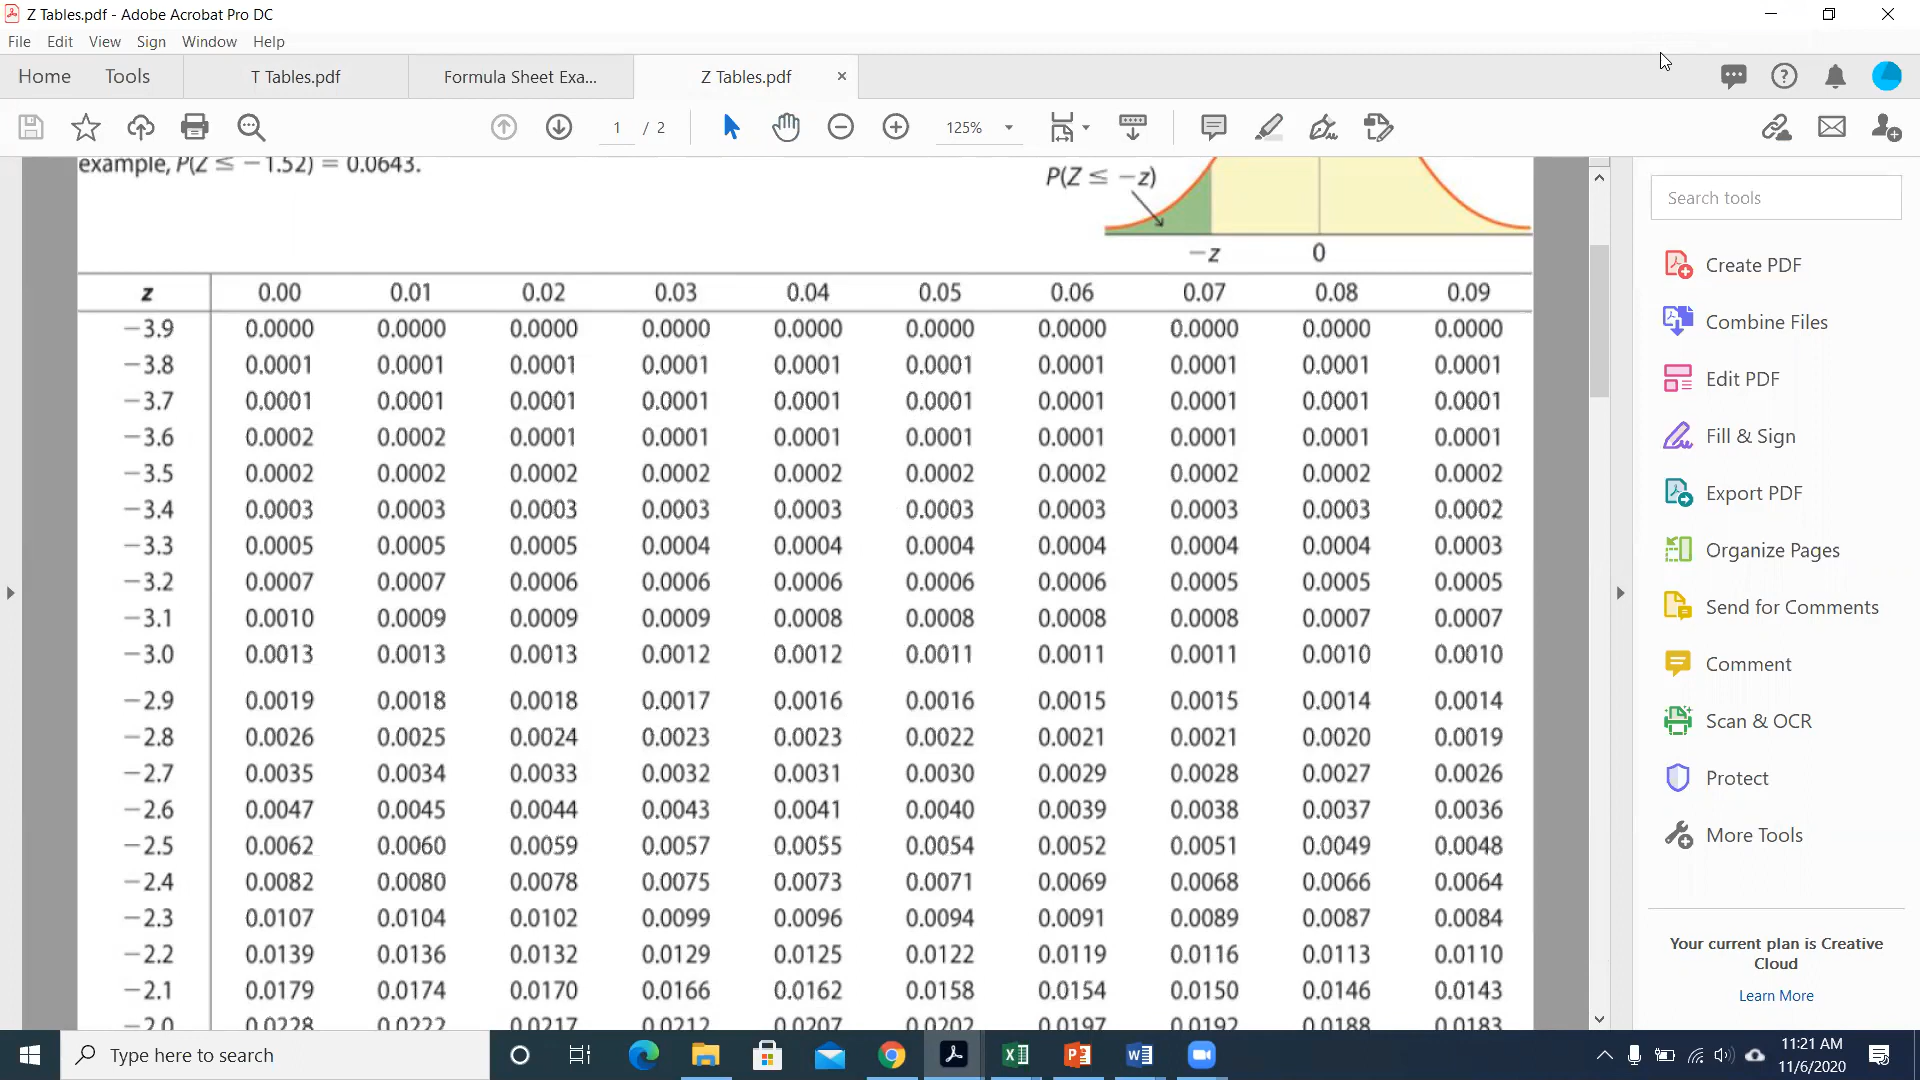 Z Tables.pdf - Adobe Acrobat Pro DC
File Edit View Sign Window Help
Home Tools T Tables.pdf Formula Sheet Exa... Z Tables.pdf ×
1 / 2 125%
example, P(Z ≤ −1.52) = 0.0643.
P(Z ≤ −z)
−z 0
z 0.00 0.01 0.02 0.03 0.04 0.05 0.06 0.07 0.08 0.09
−3.9 0.0000 0.0000 0.0000 0.0000 0.0000 0.0000 0.0000 0.0000 0.0000 0.0000
−3.8 0.0001 0.0001 0.0001 0.0001 0.0001 0.0001 0.0001 0.0001 0.0001 0.0001
−3.7 0.0001 0.0001 0.0001 0.0001 0.0001 0.0001 0.0001 0.0001 0.0001 0.0001
−3.6 0.0002 0.0002 0.0001 0.0001 0.0001 0.0001 0.0001 0.0001 0.0001 0.0001
−3.5 0.0002 0.0002 0.0002 0.0002 0.0002 0.0002 0.0002 0.0002 0.0002 0.0002
−3.4 0.0003 0.0003 0.0003 0.0003 0.0003 0.0003 0.0003 0.0003 0.0003 0.0002
−3.3 0.0005 0.0005 0.0005 0.0004 0.0004 0.0004 0.0004 0.0004 0.0004 0.0003
−3.2 0.0007 0.0007 0.0006 0.0006 0.0006 0.0006 0.0006 0.0005 0.0005 0.0005
−3.1 0.0010 0.0009 0.0009 0.0009 0.0008 0.0008 0.0008 0.0008 0.0007 0.0007
−3.0 0.0013 0.0013 0.0013 0.0012 0.0012 0.0011 0.0011 0.0011 0.0010 0.0010
−2.9 0.0019 0.0018 0.0018 0.0017 0.0016 0.0016 0.0015 0.0015 0.0014 0.0014
−2.8 0.0026 0.0025 0.0024 0.0023 0.0023 0.0022 0.0021 0.0021 0.0020 0.0019
−2.7 0.0035 0.0034 0.0033 0.0032 0.0031 0.0030 0.0029 0.0028 0.0027 0.0026
−2.6 0.0047 0.0045 0.0044 0.0043 0.0041 0.0040 0.0039 0.0038 0.0037 0.0036
−2.5 0.0062 0.0060 0.0059 0.0057 0.0055 0.0054 0.0052 0.0051 0.0049 0.0048
−2.4 0.0082 0.0080 0.0078 0.0075 0.0073 0.0071 0.0069 0.0068 0.0066 0.0064
−2.3 0.0107 0.0104 0.0102 0.0099 0.0096 0.0094 0.0091 0.0089 0.0087 0.0084
−2.2 0.0139 0.0136 0.0132 0.0129 0.0125 0.0122 0.0119 0.0116 0.0113 0.0110
−2.1 0.0179 0.0174 0.0170 0.0166 0.0162 0.0158 0.0154 0.0150 0.0146 0.0143
−2.0 0.0228 0.0222 0.0217 0.0212 0.0207 0.0202 0.0197 0.0192 0.0188 0.0183
Search tools
Create PDF
Combine Files
Edit PDF
Fill & Sign
Export PDF
Organize Pages
Send for Comments
Comment
Scan & OCR
Protect
More Tools
Your current plan is Creative
Cloud
Learn More
Type here to search
11:21 AM
11/6/2020